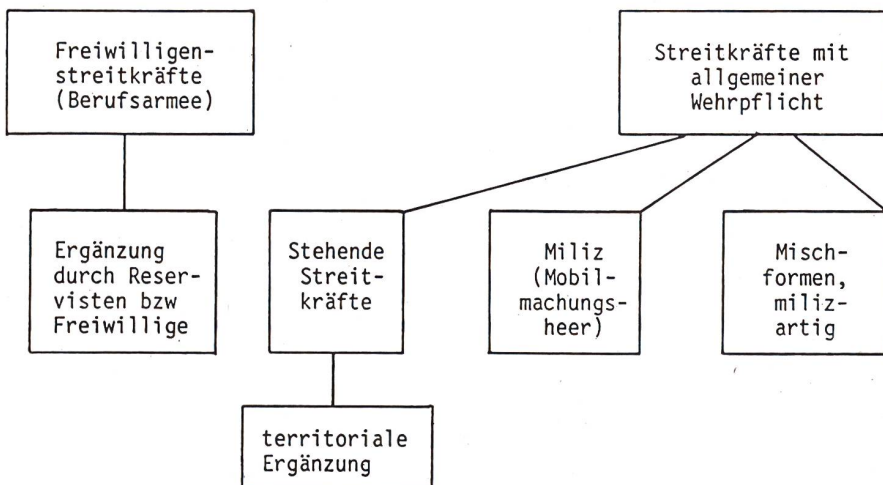 Freiwilligen-
streitkräfte
(Berufsarmee)
Streitkräfte mit
allgemeiner
Wehrpflicht
Ergänzung
durch Reser-
visten bzw
Freiwillige
Stehende
Streit-
kräfte
Miliz
(Mobil-
machungs-
heer)
Misch-
formen,
miliz-
artig
territoriale
Ergänzung